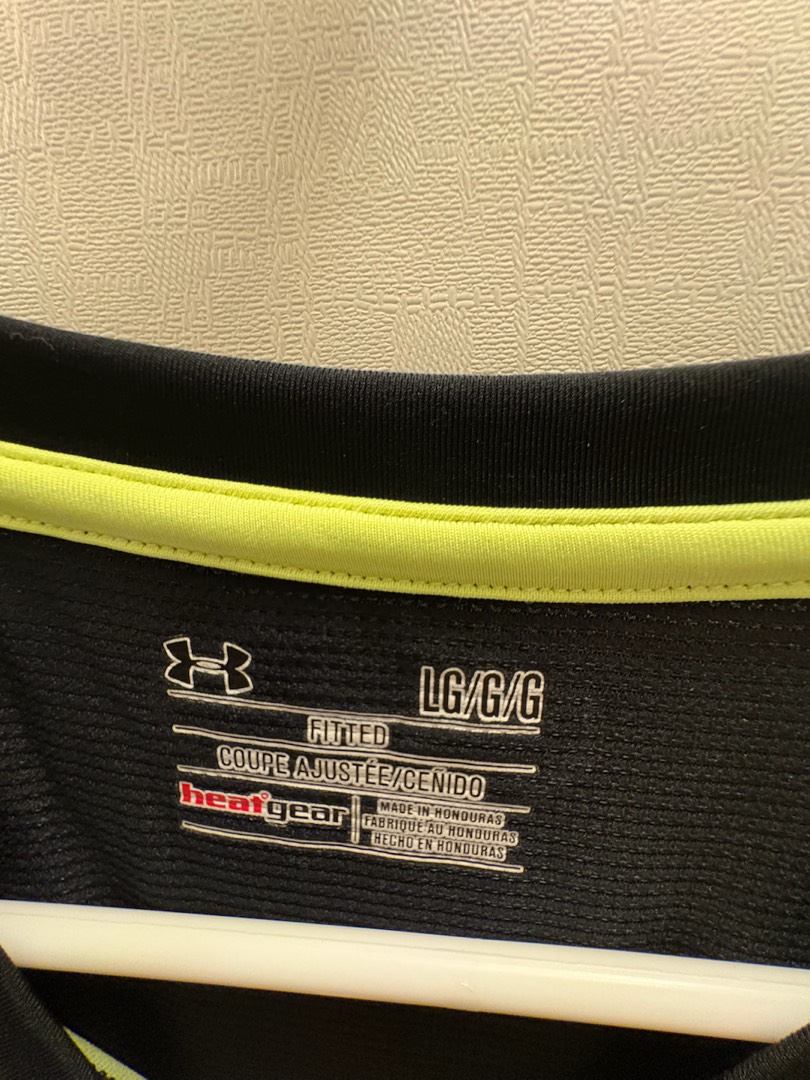 LG/G/G
FITTED
COUPE AJUSTÉE/CEÑIDO
heatgear
MADE IN HONDURAS
FABRIQUÉ AU HONDURAS
HECHO EN HONDURAS